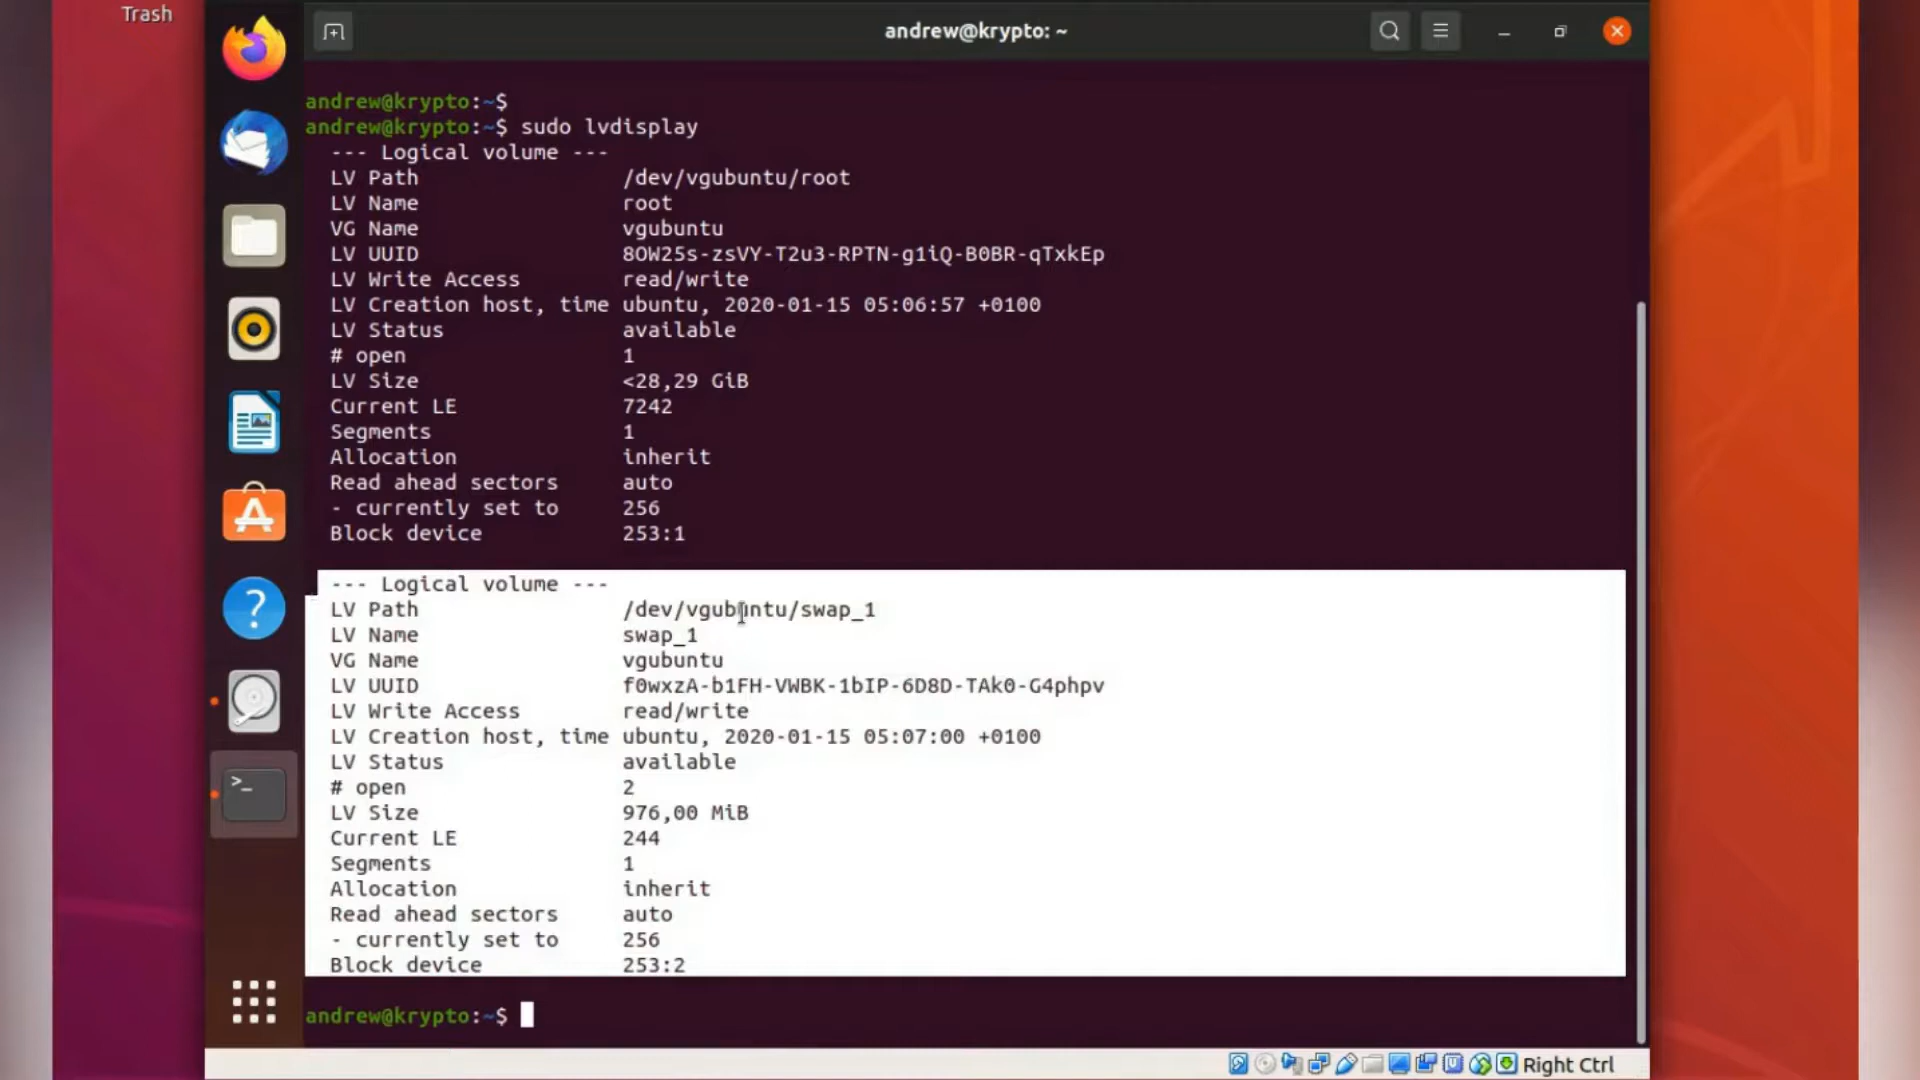 Trash
andrew@krypto: ~
andrew@krypto:~$
andrew@krypto:~$ sudo lvdisplay
--- Logical volume ---
LV Path                /dev/vgubuntu/root
LV Name                root
VG Name                vgubuntu
LV UUID                8OW25s-zsVY-T2u3-RPTN-g1iQ-B0BR-qTxkEp
LV Write Access        read/write
LV Creation host, time ubuntu, 2020-01-15 05:06:57 +0100
LV Status              available
# open                 1
LV Size                <28,29 GiB
Current LE             7242
Segments               1
Allocation             inherit
Read ahead sectors     auto
- currently set to     256
Block device           253:1
--- Logical volume ---
LV Path                /dev/vgubuntu/swap_1
LV Name                swap_1
VG Name                vgubuntu
LV UUID                f0wxzA-b1FH-VWBK-1bIP-6D8D-TAk0-G4phpv
LV Write Access        read/write
LV Creation host, time ubuntu, 2020-01-15 05:07:00 +0100
LV Status              available
# open                 2
LV Size                976,00 MiB
Current LE             244
Segments               1
Allocation             inherit
Read ahead sectors     auto
- currently set to     256
Block device           253:2
andrew@krypto:~$
Right Ctrl